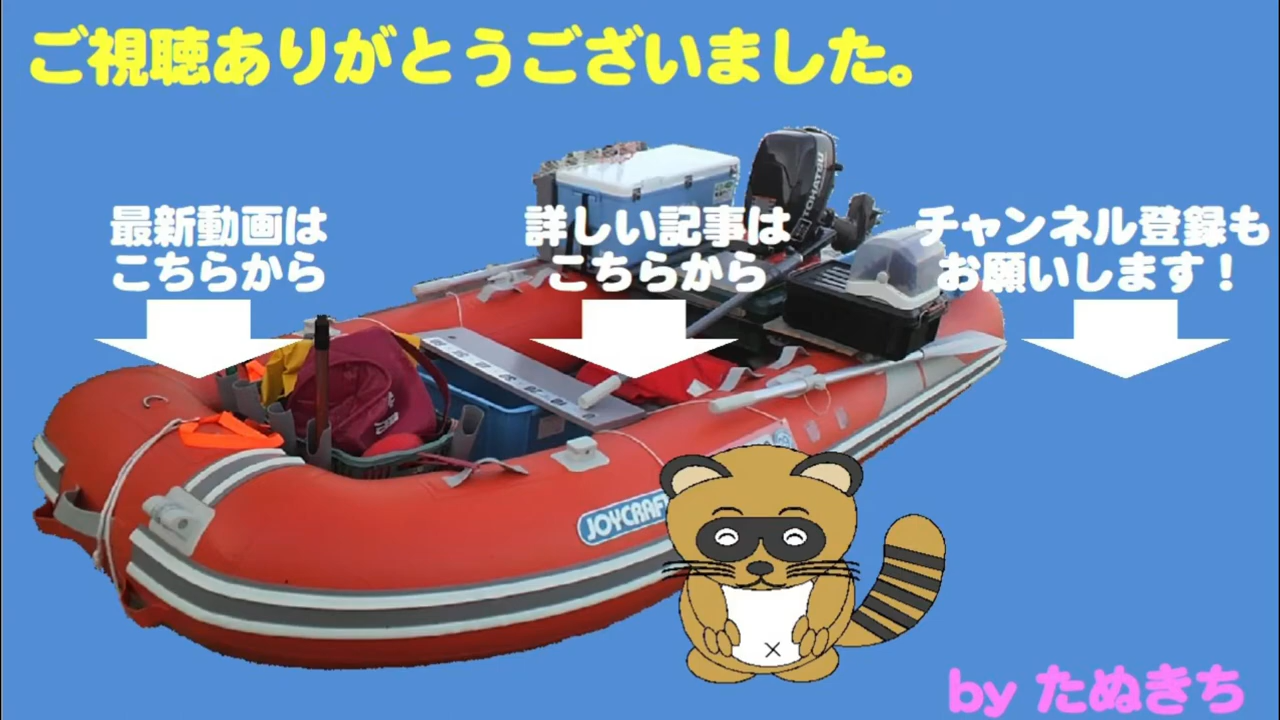 ご視聴ありがとうございました。
最新動画は
こちらから
詳しい記事は
こちらから
チャンネル登録も
お願いします！
TOHATSU
JOYCRAF
by たぬきち